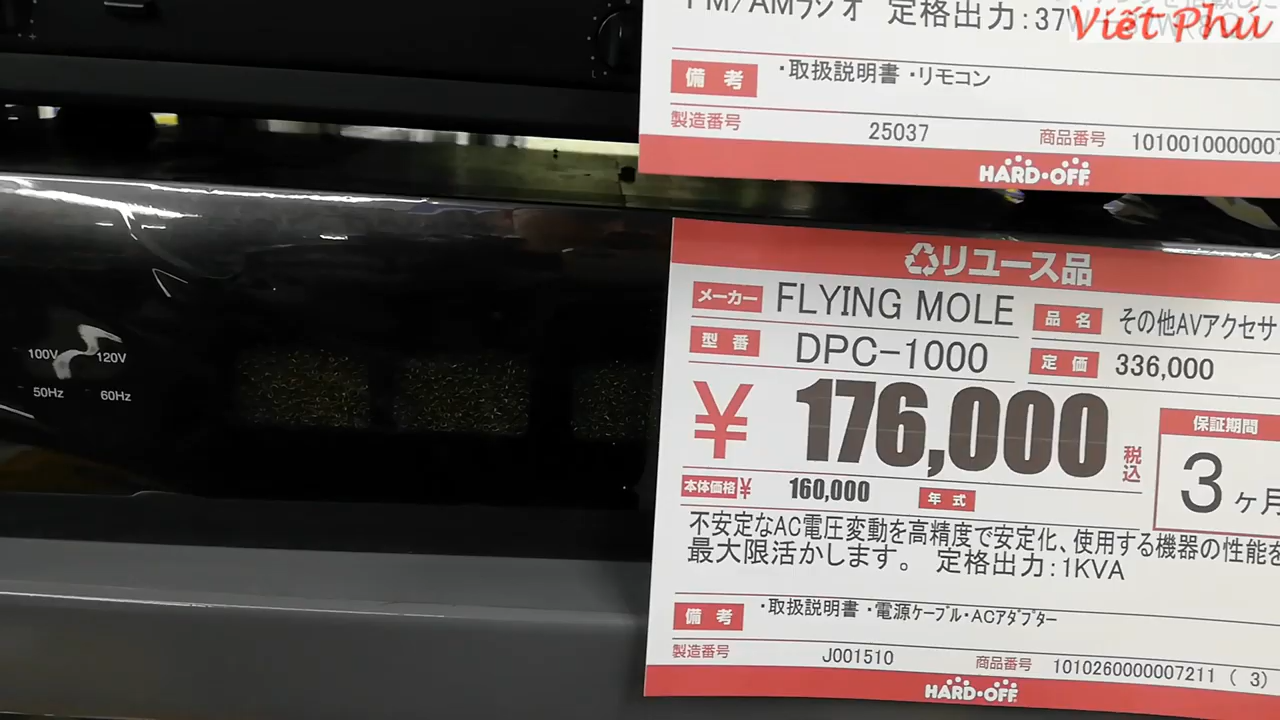 FM/AMラジオ 定格出力:37
Việt Phú
備考 ・取扱説明書・リモコン
製造番号 25037 商品番号 1010010000007
HARD・OFF
リユース品
メーカー FLYING MOLE 品名 その他AVアクセサ
型番 DPC-1000 定価 336,000
¥176,000 税込
保証期間
3ヶ月
本体価格¥ 160,000 年式
不安定なAC電圧変動を高精度で安定化、使用する機器の性能を
最大限活かします。 定格出力:1KVA
備考 ・取扱説明書・電源ケーブル・ACアダプター
製造番号 J001510 商品番号 1010260000007211 ( 3)
HARD・OFF
100V 120V
50Hz 60Hz